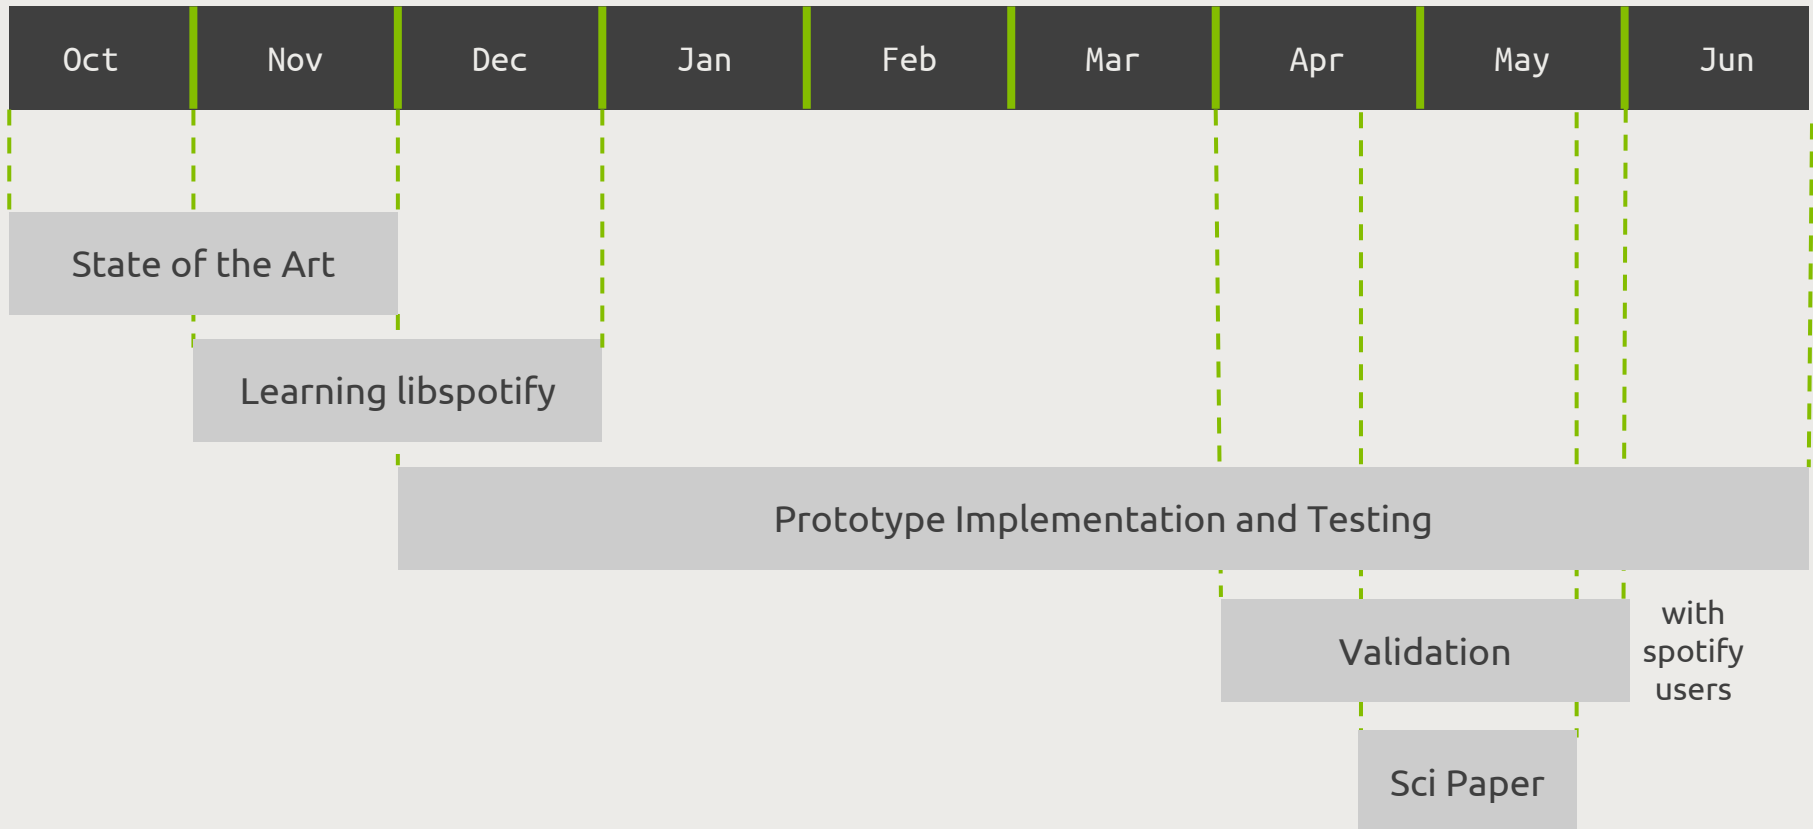 Oct Nov Dec Jan Feb Mar Apr May Jun
State of the Art
Learning libspotify
Prototype Implementation and Testing
Validation
with
spotify
users
Sci Paper